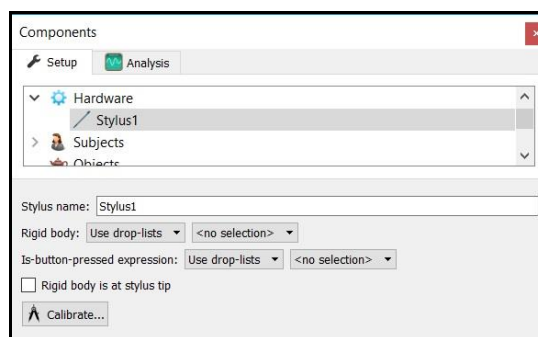 Components
Setup Analysis
Hardware
Stylus1
Subjects
Objects
Stylus name: Stylus1
Rigid body: Use drop-lists <no selection>
Is-button-pressed expression: Use drop-lists <no selection>
Rigid body is at stylus tip
Calibrate...